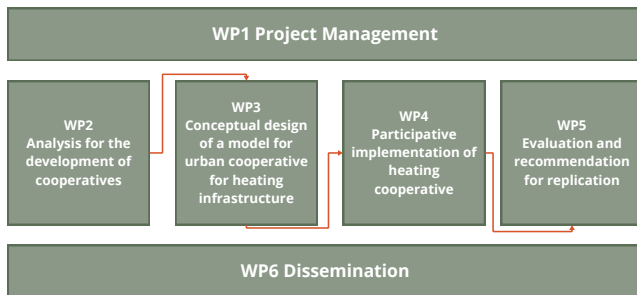 WP1 Project Management
WP2
Analysis for the
development of
cooperatives
WP3
Conceptual design
of a model for
urban cooperative
for heating
infrastructure
WP4
Participative
implementation of
heating
cooperative
WP5
Evaluation and
recommendation
for replication
WP6 Dissemination